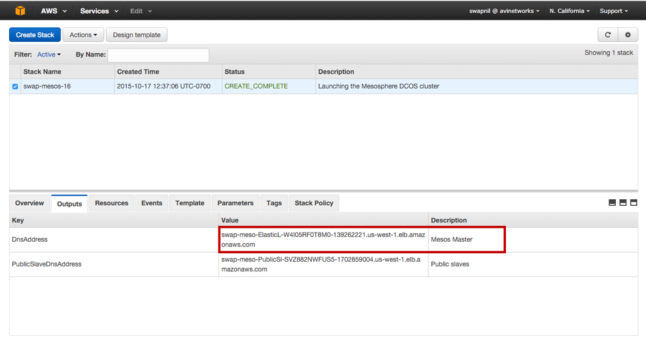 AWS Services Edit swapnil @ avinetworks N. California Support
Create Stack Actions Design template
Filter: Active By Name: Showing 1 stack
Stack Name Created Time Status Description
swap-mesos-16 2015-10-17 12:37:06 UTC-0700 CREATE_COMPLETE Launching the Mesosphere DCOS cluster
Overview Outputs Resources Events Template Parameters Tags Stack Policy
Key Value Description
DnsAddress swap-meso-ElasticL-W4I05RF0T8M0-139262221.us-west-1.elb.amaz
onaws.com Mesos Master
PublicSlaveDnsAddress swap-meso-PublicSl-SVZ882NWFUS5-1702859004.us-west-1.elb.a
mazonaws.com Public slaves